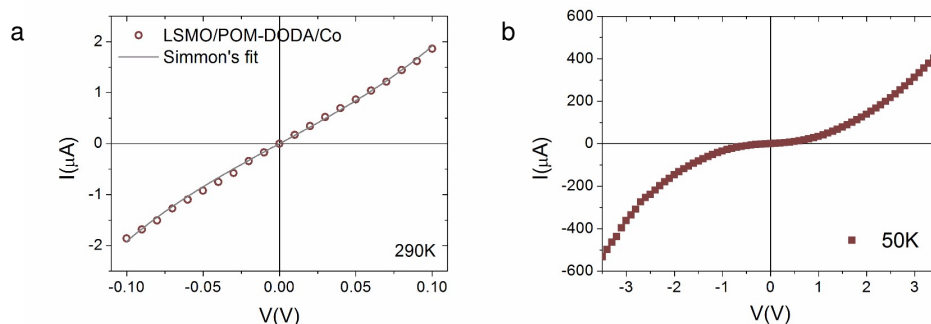 a
LSMO/POM-DODA/Co
Simmon's fit
2
1
0
-1
-2
I(μA)
290K
-0.10
-0.05
0.00
0.05
0.10
V(V)
b
600
400
200
0
-200
-400
-600
I(μA)
50K
-3
-2
-1
0
1
2
3
V(V)